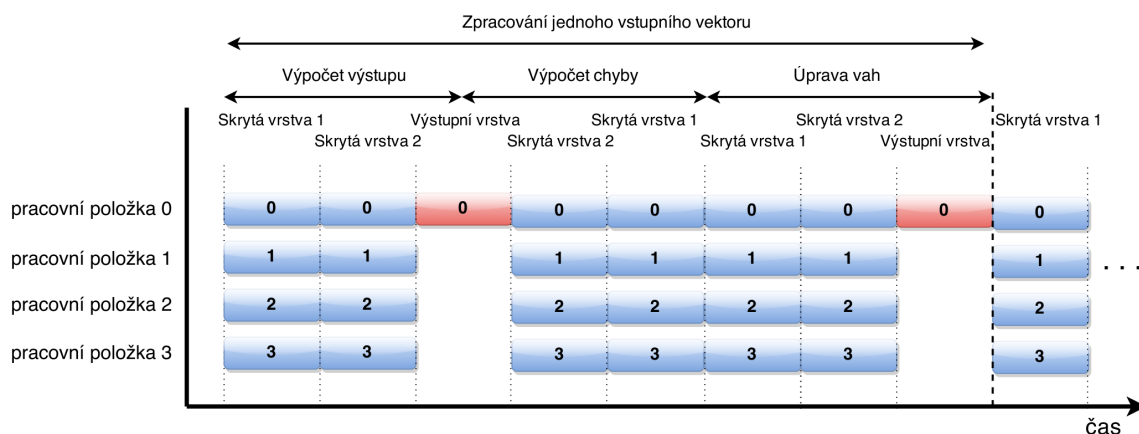 Zpracování jednoho vstupního vektoru
Výpočet výstupu Výpočet chyby Úprava vah
Skrytá vrstva 1 Výstupní vrstva Skrytá vrstva 1 Skrytá vrstva 2 Skrytá vrstva 1
Skrytá vrstva 2 Skrytá vrstva 2 Skrytá vrstva 1 Výstupní vrstva
pracovní položka 0 0 0 0 0 0 0 0 0 0
pracovní položka 1 1 1 1 1 1 1 1 . . .
pracovní položka 2 2 2 2 2 2 2 2
pracovní položka 3 3 3 3 3 3 3 3
čas